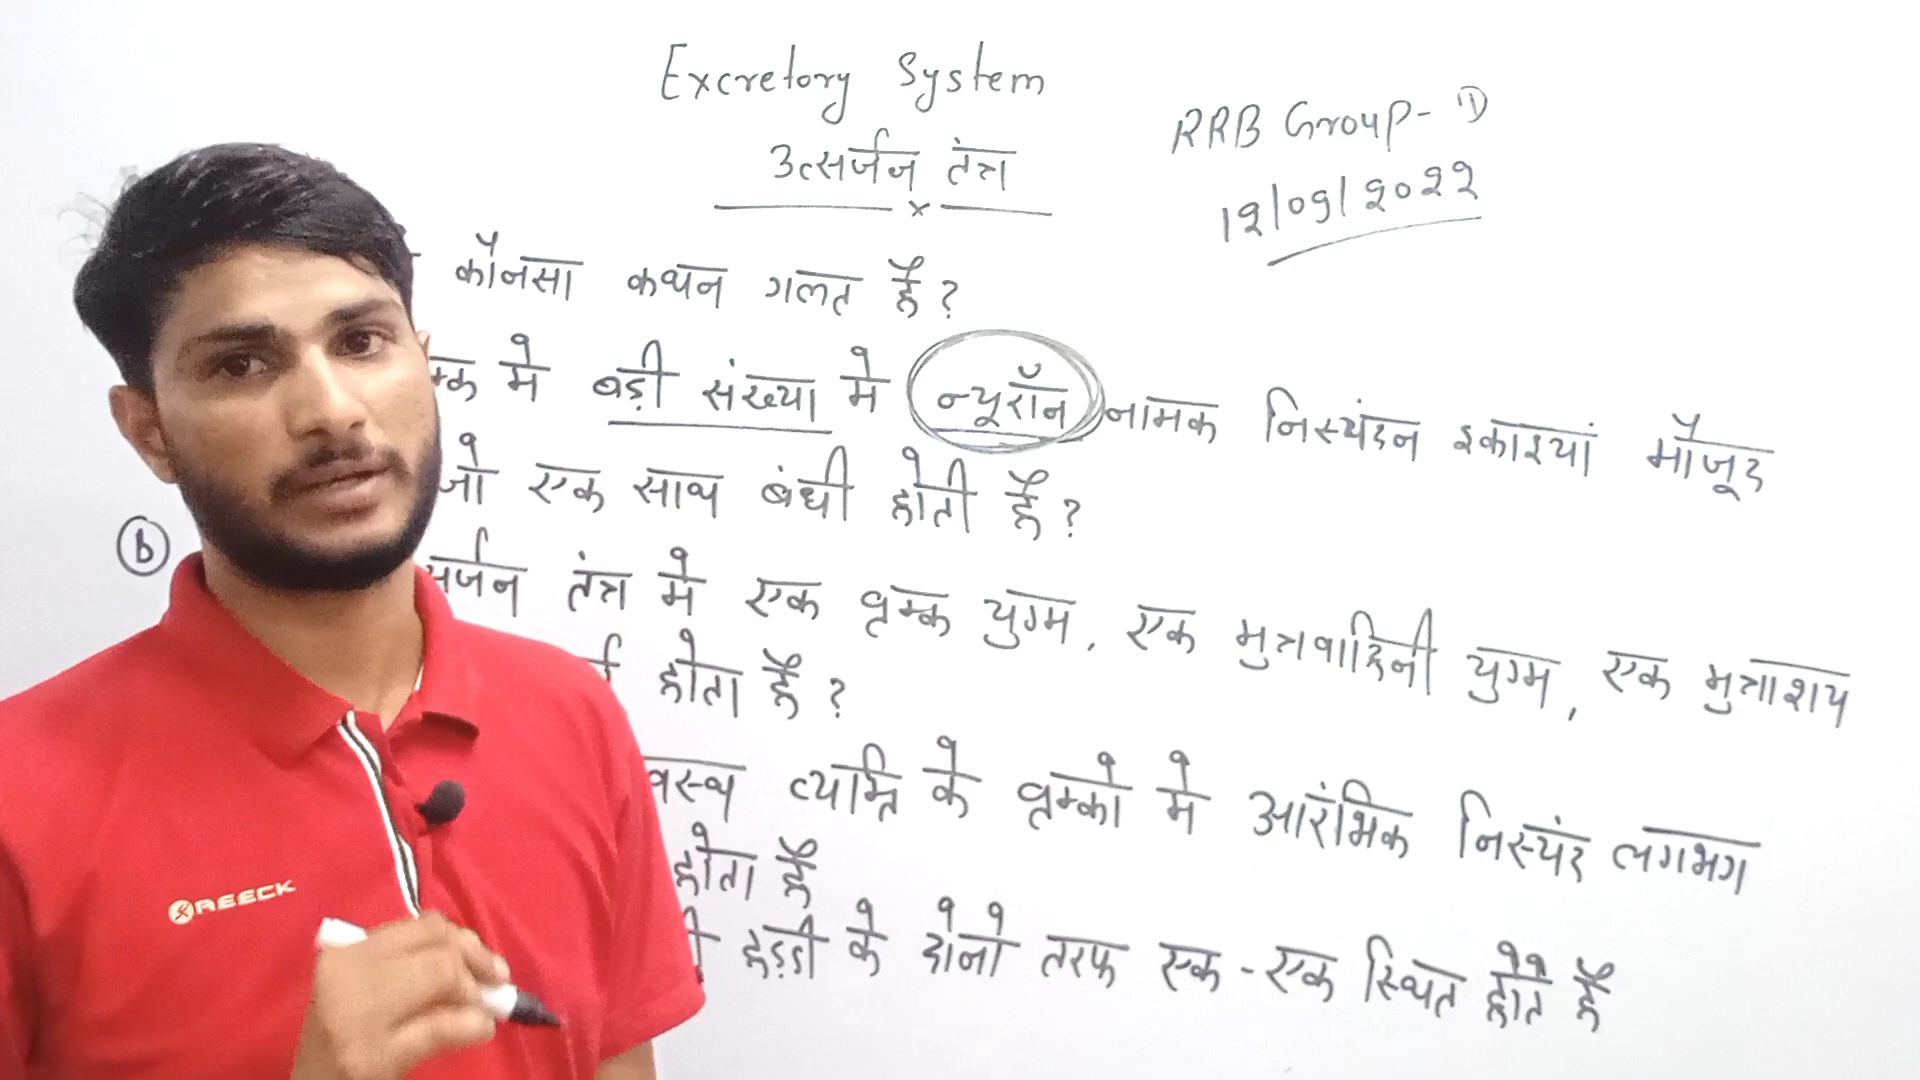 Excretory System
उत्सर्जन तंत्र
RRB Group-D
12/09/2022
कौनसा कथन गलत है?
में बड़ी संख्या में न्यूरॉन नामक निस्यंदन इकाइयां मौजूद
जो एक साथ बंधी होती हैं?
b
तंत्र में एक वृक्क युग्म, एक मुत्रवाहिनी युग्म, एक मुत्राशय
होता है?
व्यक्ति के वृक्को में आरंभिक निस्यंद लगभग
होता है
हड्डी के दोनो तरफ एक-एक स्थित होते हैं
XREECK